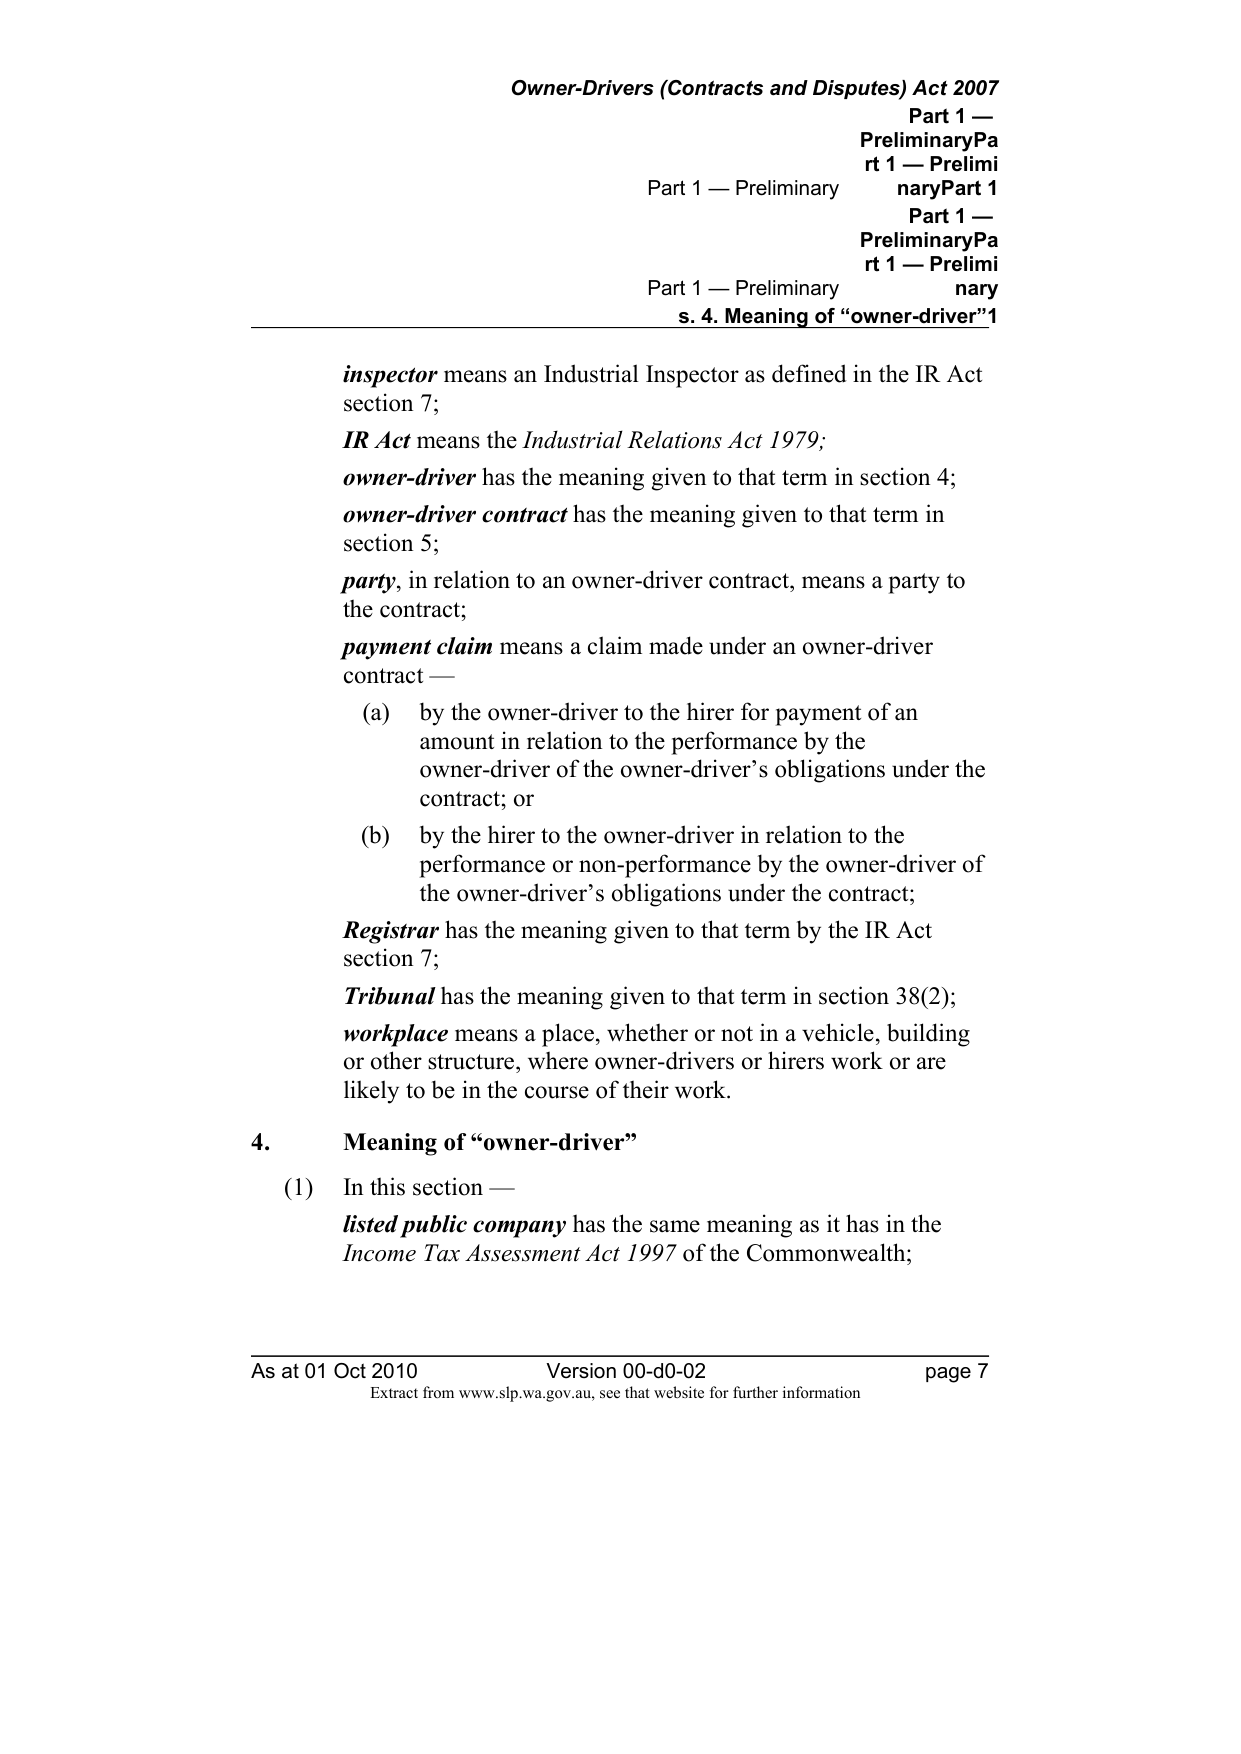 Owner-Drivers (Contracts and Disputes) Act 2007
Part 1 —
PreliminaryPa
rt 1 — Prelimi
Part 1 — Preliminary naryPart 1
Part 1 —
PreliminaryPa
rt 1 — Prelimi
Part 1 — Preliminary nary
s. 4. Meaning of “owner-driver”1
inspector means an Industrial Inspector as defined in the IR Act
section 7;
IR Act means the Industrial Relations Act 1979;
owner-driver has the meaning given to that term in section 4;
owner-driver contract has the meaning given to that term in
section 5;
party, in relation to an owner-driver contract, means a party to
the contract;
payment claim means a claim made under an owner-driver
contract —
(a) by the owner-driver to the hirer for payment of an
amount in relation to the performance by the
owner-driver of the owner-driver’s obligations under the
contract; or
(b) by the hirer to the owner-driver in relation to the
performance or non-performance by the owner-driver of
the owner-driver’s obligations under the contract;
Registrar has the meaning given to that term by the IR Act
section 7;
Tribunal has the meaning given to that term in section 38(2);
workplace means a place, whether or not in a vehicle, building
or other structure, where owner-drivers or hirers work or are
likely to be in the course of their work.
4. Meaning of “owner-driver”
(1) In this section —
listed public company has the same meaning as it has in the
Income Tax Assessment Act 1997 of the Commonwealth;
As at 01 Oct 2010 Version 00-d0-02 page 7
Extract from www.slp.wa.gov.au, see that website for further information